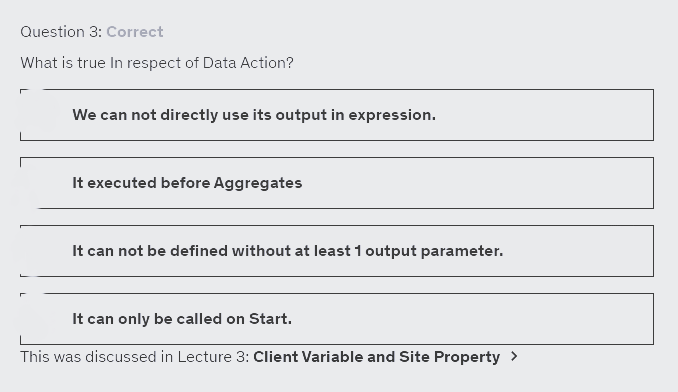 Question 3: Correct
What is true In respect of Data Action?
We can not directly use its output in expression.
It executed before Aggregates
It can not be defined without at least 1 output parameter.
It can only be called on Start.
This was discussed in Lecture 3: Client Variable and Site Property >